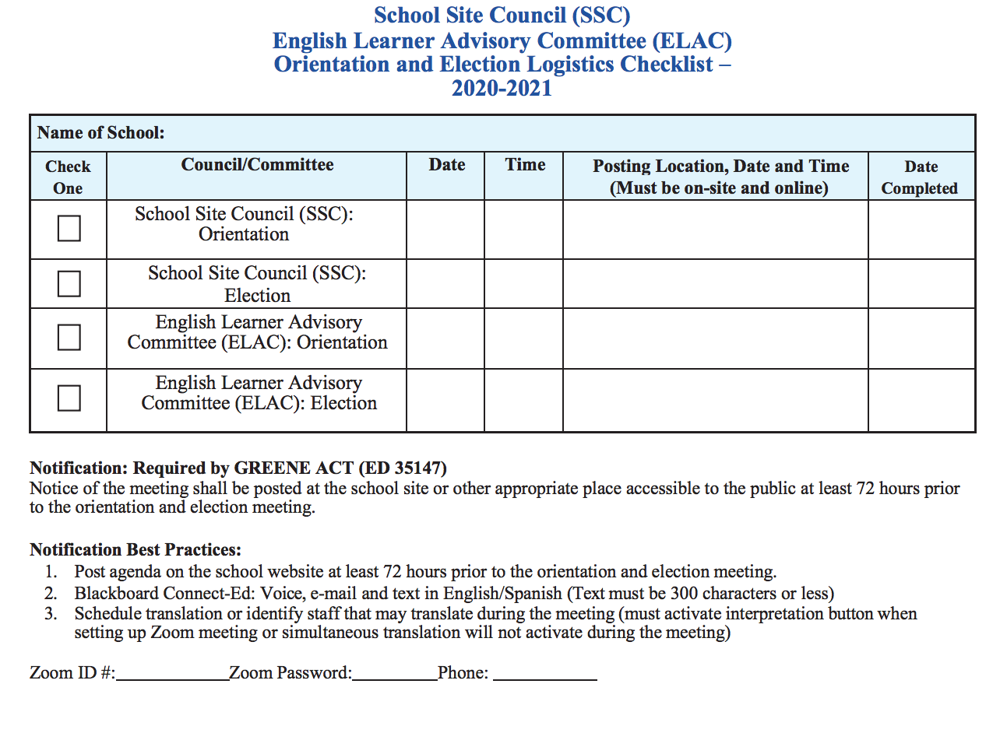 School Site Council (SSC)
English Learner Advisory Committee (ELAC)
Orientation and Election Logistics Checklist –
2020-2021
Name of School:
Check One
Council/Committee
Date
Time
Posting Location, Date and Time
(Must be on-site and online)
Date
Completed
School Site Council (SSC):
Orientation
School Site Council (SSC):
Election
English Learner Advisory
Committee (ELAC): Orientation
English Learner Advisory
Committee (ELAC): Election
Notification: Required by GREENE ACT (ED 35147)
Notice of the meeting shall be posted at the school site or other appropriate place accessible to the public at least 72 hours prior
to the orientation and election meeting.
Notification Best Practices:
1. Post agenda on the school website at least 72 hours prior to the orientation and election meeting.
2. Blackboard Connect-Ed: Voice, e-mail and text in English/Spanish (Text must be 300 characters or less)
3. Schedule translation or identify staff that may translate during the meeting (must activate interpretation button when
setting up Zoom meeting or simultaneous translation will not activate during the meeting)
Zoom ID #:____________Zoom Password:_________Phone: ___________